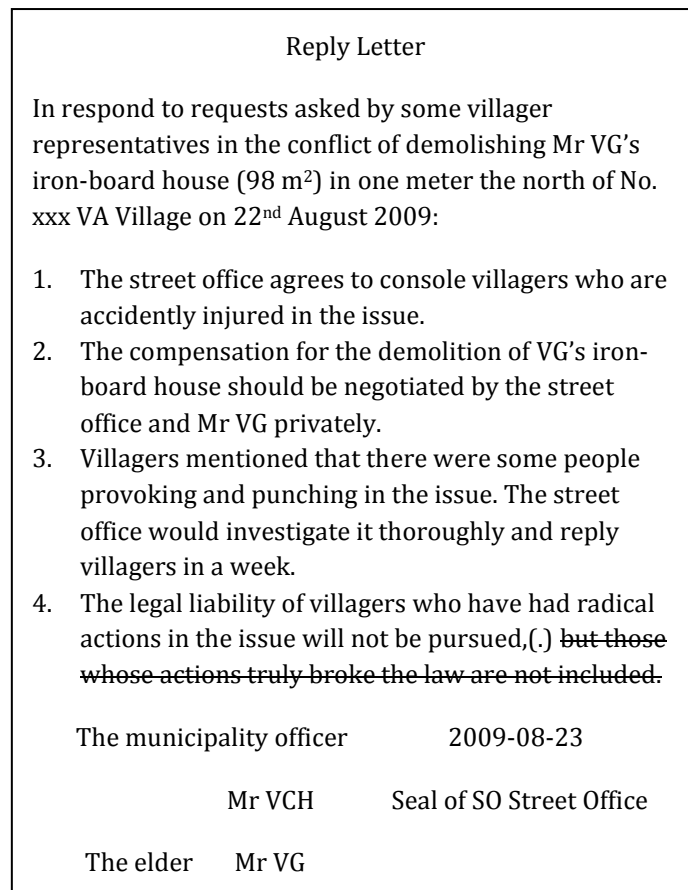 Reply Letter
In respond to requests asked by some villager
representatives in the conflict of demolishing Mr VG’s
iron-board house (98 m²) in one meter the north of No.
xxx VA Village on 22nd August 2009:
1. The street office agrees to console villagers who are
accidently injured in the issue.
2. The compensation for the demolition of VG’s iron-
board house should be negotiated by the street
office and Mr VG privately.
3. Villagers mentioned that there were some people
provoking and punching in the issue. The street
office would investigate it thoroughly and reply
villagers in a week.
4. The legal liability of villagers who have had radical
actions in the issue will not be pursued,(.) but those
whose actions truly broke the law are not included.
The municipality officer 2009-08-23
Mr VCH Seal of SO Street Office
The elder Mr VG